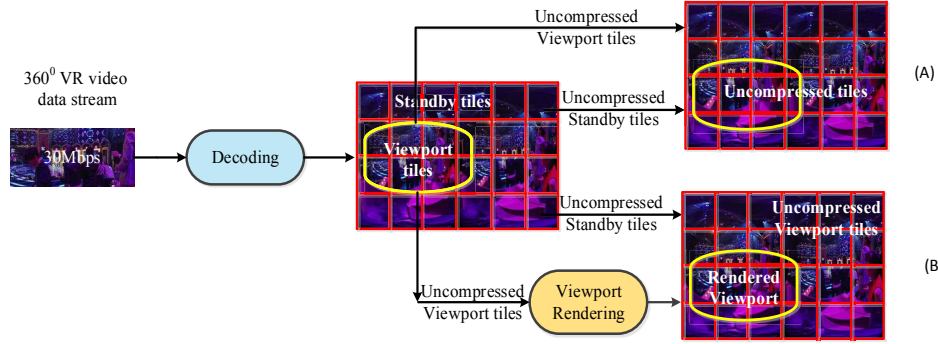 360⁰ VR video
data stream
30Mbps
Decoding
Standby tiles
Viewport
tiles
Uncompressed
Viewport tiles
Uncompressed
Standby tiles
Uncompressed tiles
(A)
Uncompressed
Standby tiles
Uncompressed
Viewport tiles
Viewport
Rendering
Uncompressed
Viewport tiles
Rendered
Viewport
(B